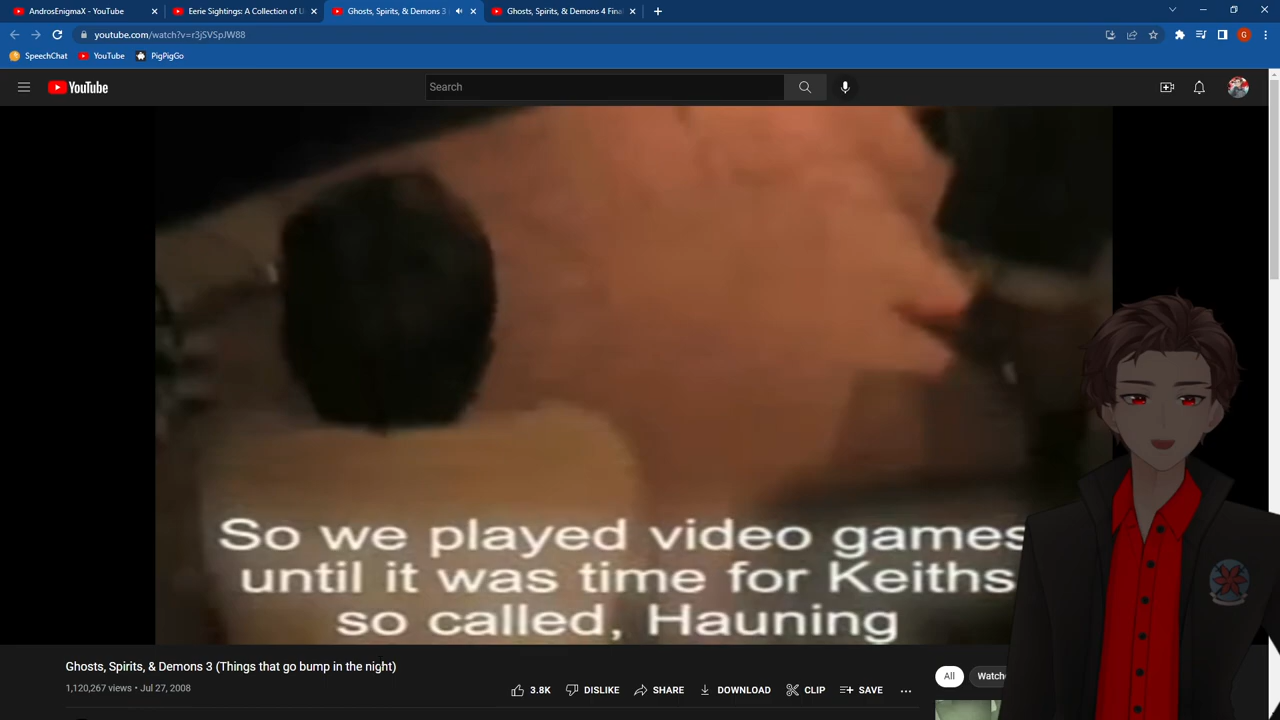 AndrosEnigmaX - YouTube
Eerie Sightings: A Collection of U
Ghosts, Spirits, & Demons 3
Ghosts, Spirits, & Demons 4 Fina
youtube.com/watch?v=r3jSVSpJW88
G
SpeechChat
YouTube
PigPigGo
YouTube
Search
So we played video games
until it was time for Keiths
so called, Hauning
Ghosts, Spirits, & Demons 3 (Things that go bump in the night)
1,120,267 views • Jul 27, 2008
3.8K
DISLIKE
SHARE
DOWNLOAD
CLIP
SAVE
All
Watch